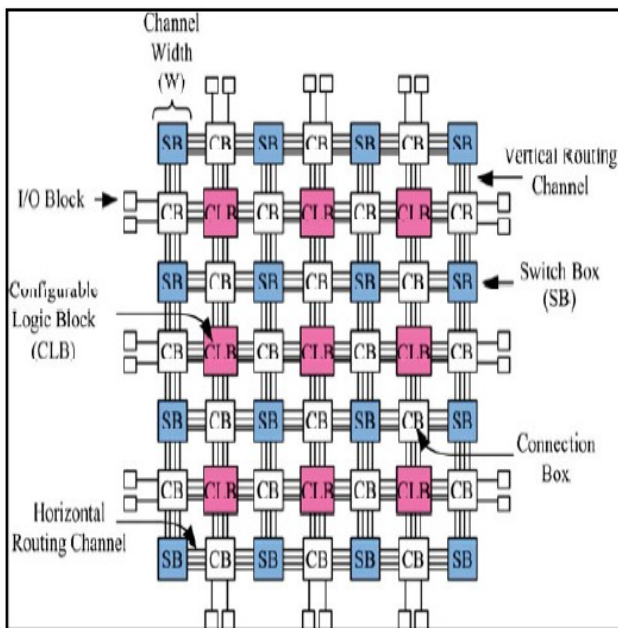 Channel
Width
(W)
SB CB SB CB SB CB SB
Vertical Routing
Channel
I/O Block
CB CLB CB CLB CB CLB CB
SB CB SB CB SB CB SB
Switch Box
(SB)
Configurable
Logic Block
(CLB)
CB CLB CB CLB CB CLB CB
SB CB SB CB SB CB SB
Connection
Box
CB CLB CB CLB CB CLB CB
Horizontal
Routing Channel
SB CB SB CB SB CB SB